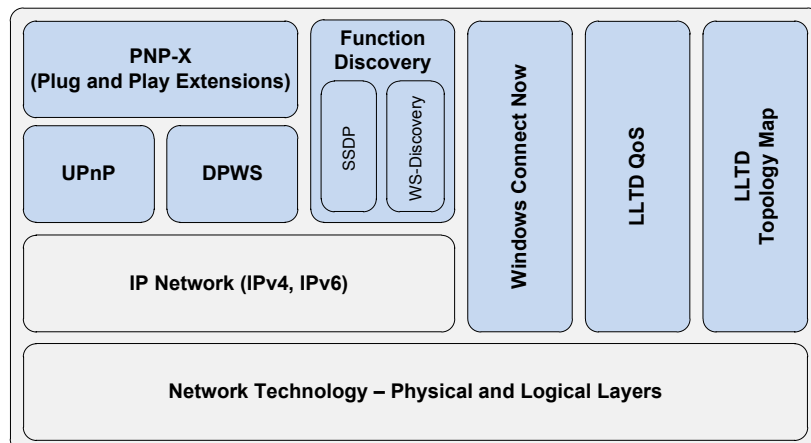 PNP-X
(Plug and Play Extensions)
Function
Discovery
SSDP
WS-Discovery
UPnP
DPWS
Windows Connect Now
LLTD QoS
LLTD
Topology Map
IP Network (IPv4, IPv6)
Network Technology – Physical and Logical Layers